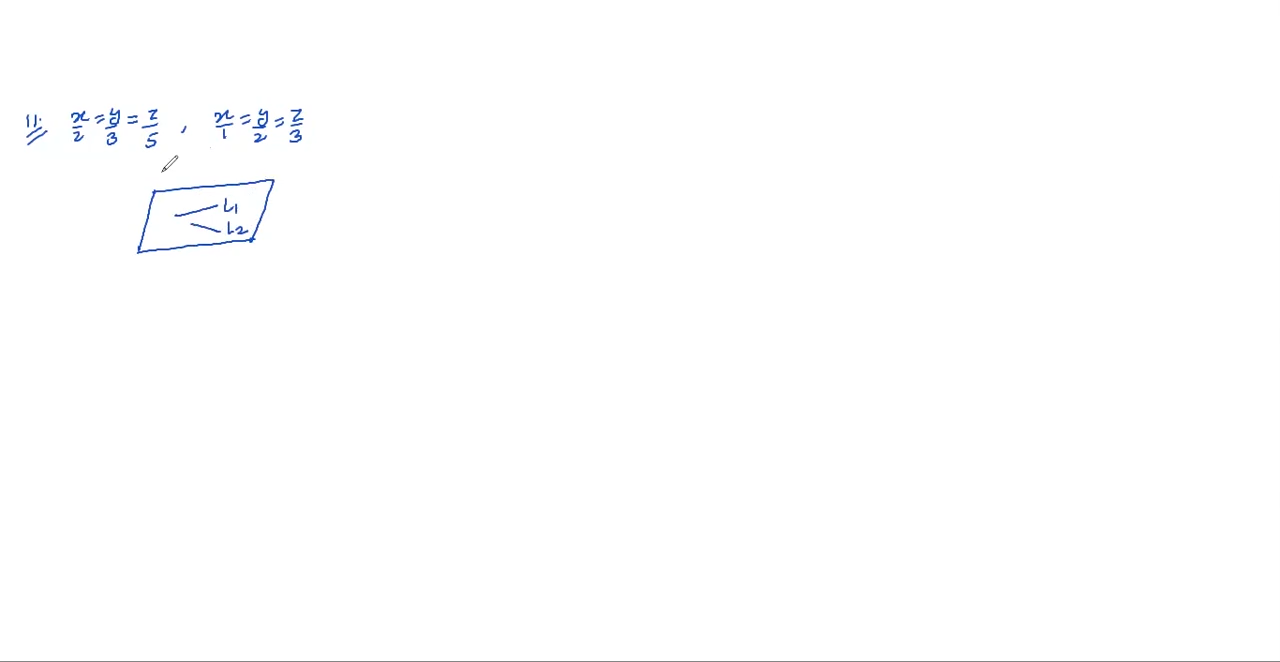 11. x/2 = y/3 = z/5 , x/1 = y/2 = z/3
L1
L2